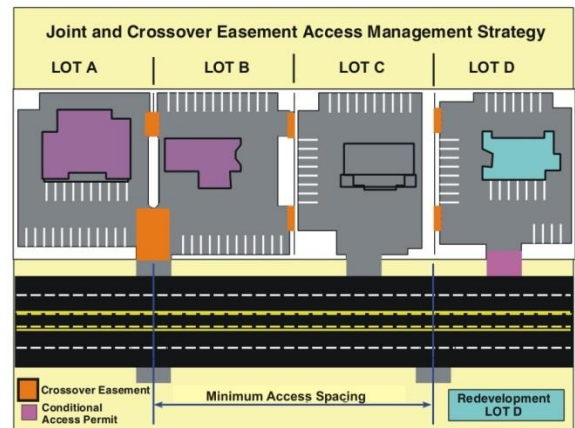 Joint and Crossover Easement Access Management Strategy
LOT A
LOT B
LOT C
LOT D
Crossover Easement
Conditional
Access Permit
Minimum Access Spacing
Redevelopment
LOT D